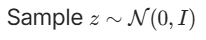 Sample z ∼ 𝒩(0, I)